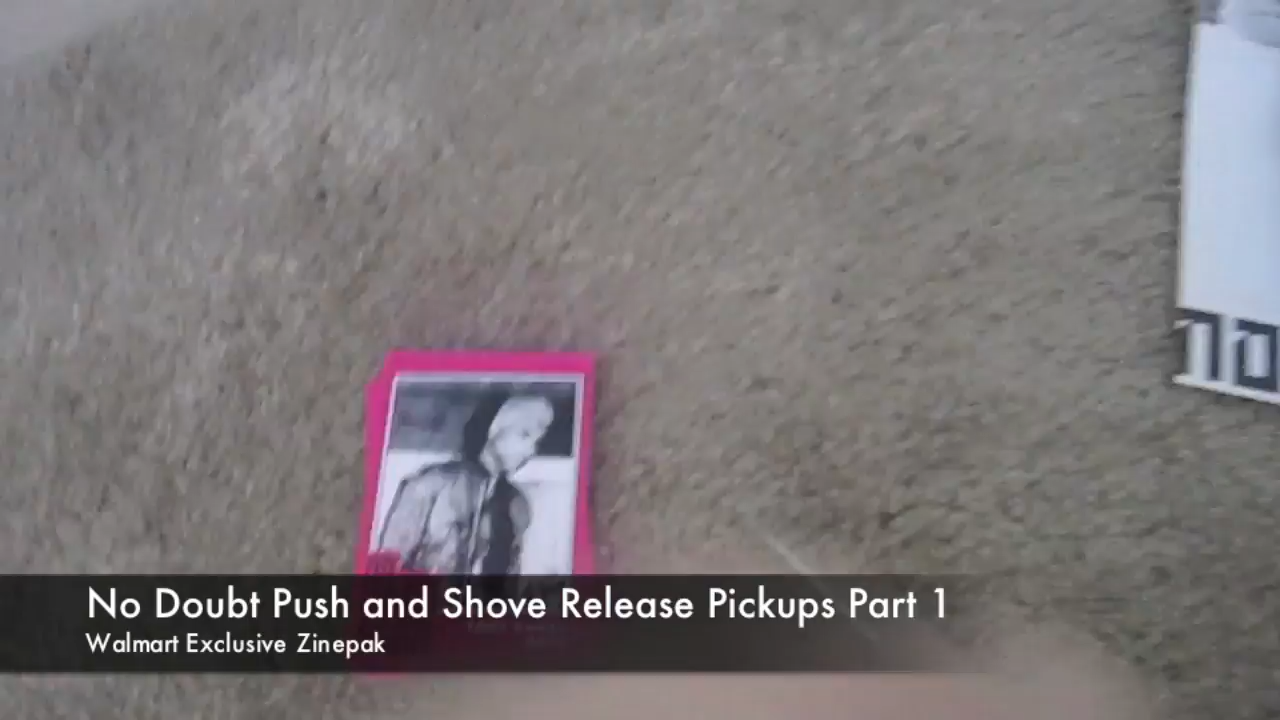 No Doubt Push and Shove Release Pickups Part 1
Walmart Exclusive Zinepak